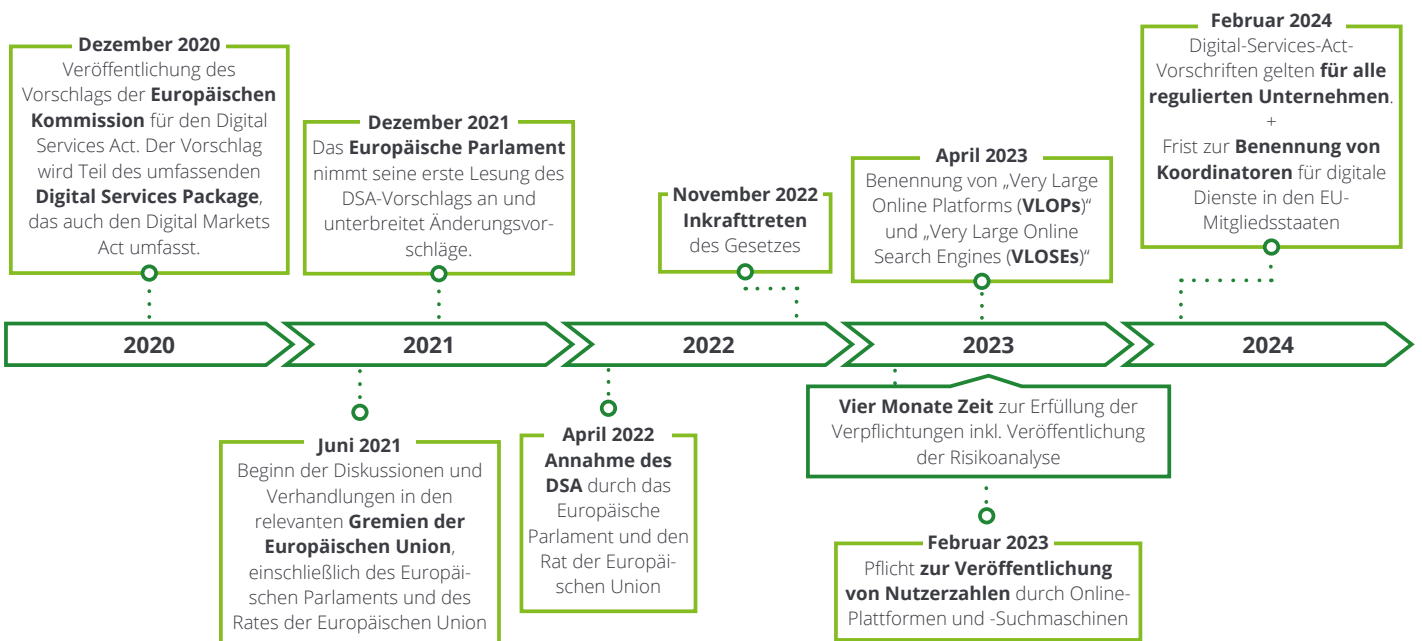 Dezember 2020
Veröffentlichung des
Vorschlags der Europäischen
Kommission für den Digital
Services Act. Der Vorschlag
wird Teil des umfassenden
Digital Services Package,
das auch den Digital Markets
Act umfasst.
Dezember 2021
Das Europäische Parlament
nimmt seine erste Lesung des
DSA-Vorschlags an und
unterbreitet Änderungsvor-
schläge.
November 2022
Inkrafttreten
des Gesetzes
April 2023
Benennung von „Very Large
Online Platforms (VLOPs)“
und „Very Large Online
Search Engines (VLOSEs)“
Februar 2024
Digital-Services-Act-
Vorschriften gelten für alle
regulierten Unternehmen.
+
Frist zur Benennung von
Koordinatoren für digitale
Dienste in den EU-
Mitgliedsstaaten
2020
2021
2022
2023
2024
Juni 2021
Beginn der Diskussionen und
Verhandlungen in den
relevanten Gremien der
Europäischen Union,
einschließlich des Europäi-
schen Parlaments und des
Rates der Europäischen Union
April 2022
Annahme des
DSA durch das
Europäische
Parlament und den
Rat der Europäi-
schen Union
Vier Monate Zeit zur Erfüllung der
Verpflichtungen inkl. Veröffentlichung
der Risikoanalyse
Februar 2023
Pflicht zur Veröffentlichung
von Nutzerzahlen durch Online-
Plattformen und -Suchmaschinen